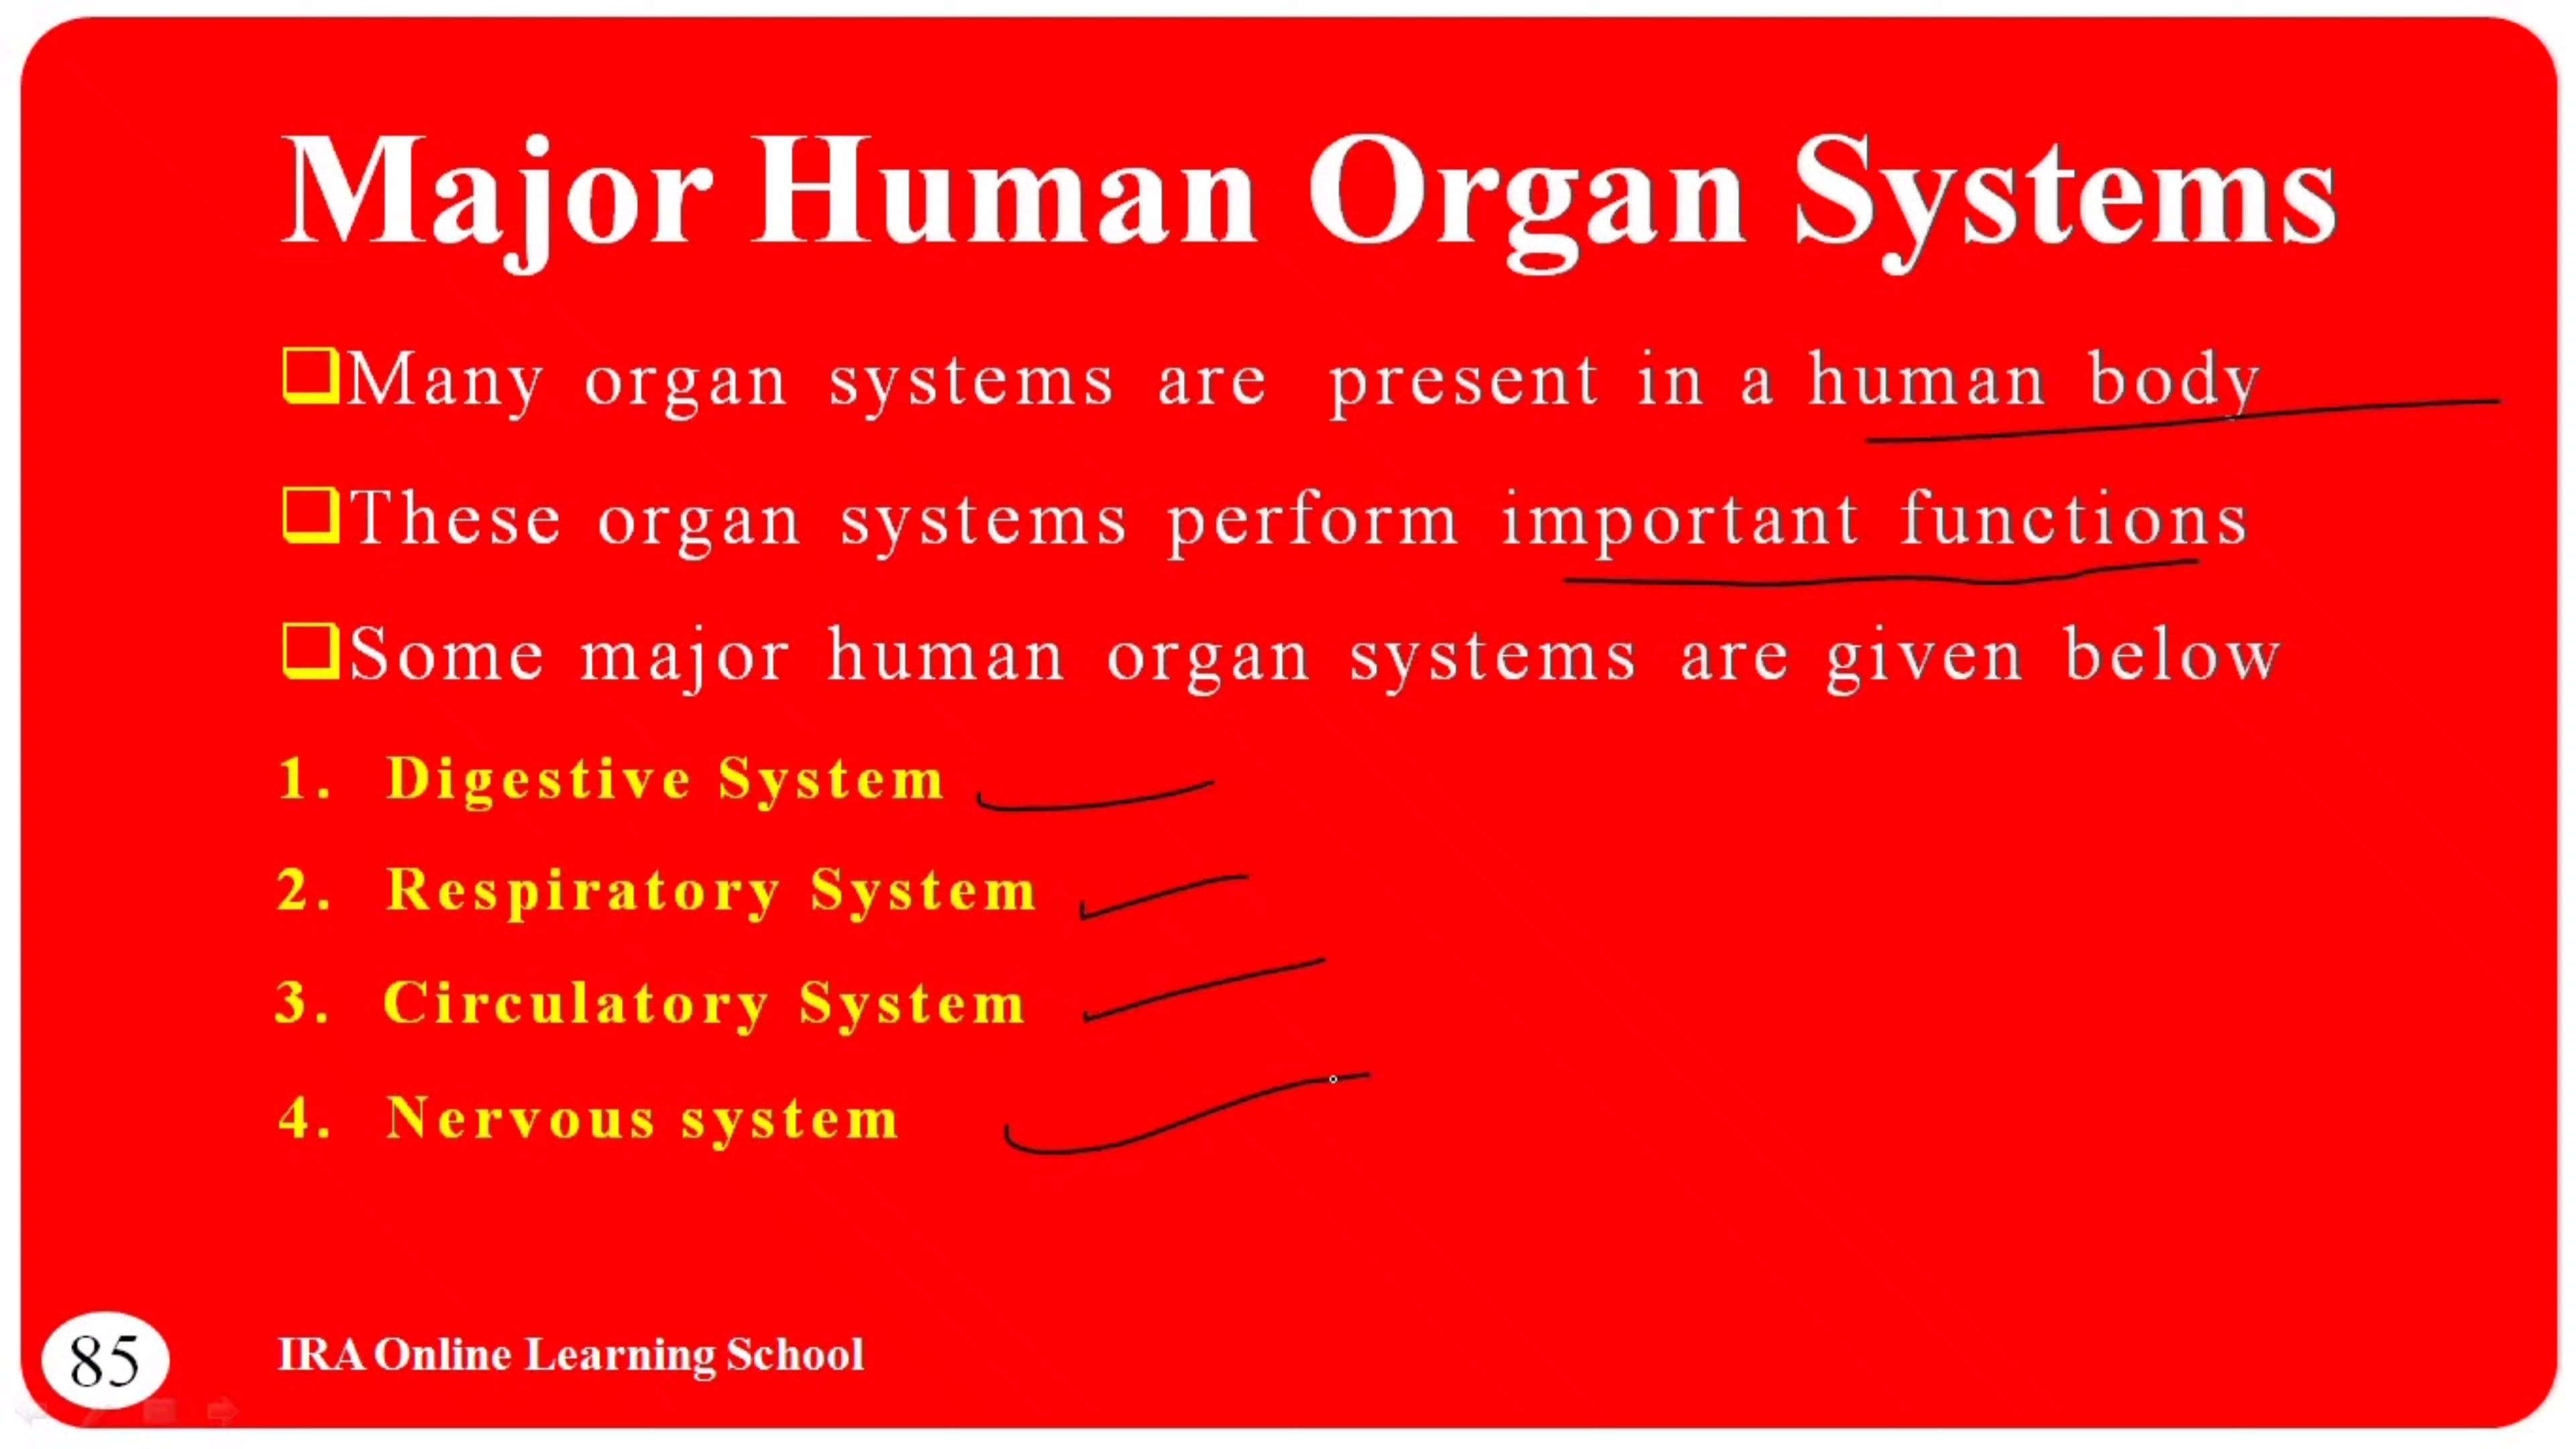 Major Human Organ Systems
Many organ systems are present in a human body
These organ systems perform important functions
Some major human organ systems are given below
1. Digestive System
2. Respiratory System
3. Circulatory System
4. Nervous system
85
IRA Online Learning School